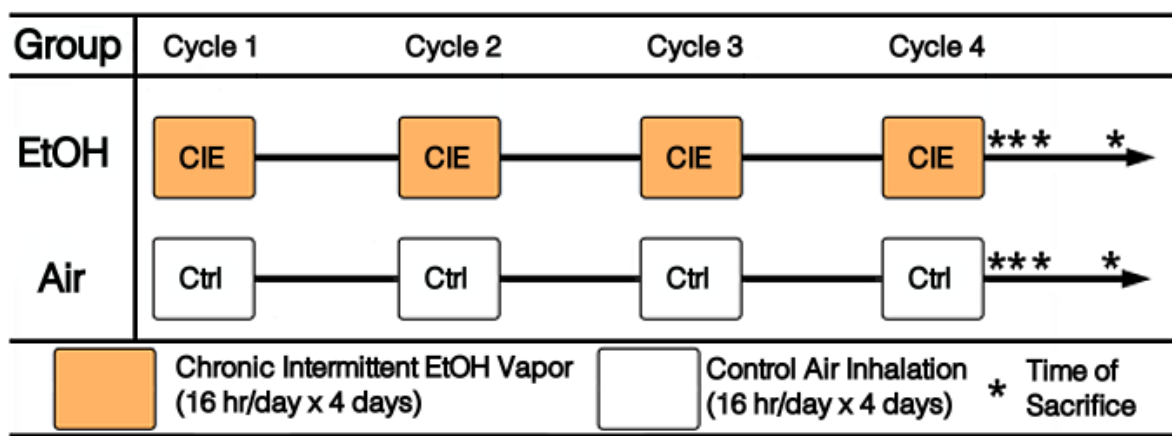 Group Cycle 1 Cycle 2 Cycle 3 Cycle 4
EtOH CIE CIE CIE CIE *** *
Air Ctrl Ctrl Ctrl Ctrl *** *
Chronic Intermittent EtOH Vapor
(16 hr/day x 4 days)
Control Air Inhalation
(16 hr/day x 4 days)
* Time of
Sacrifice